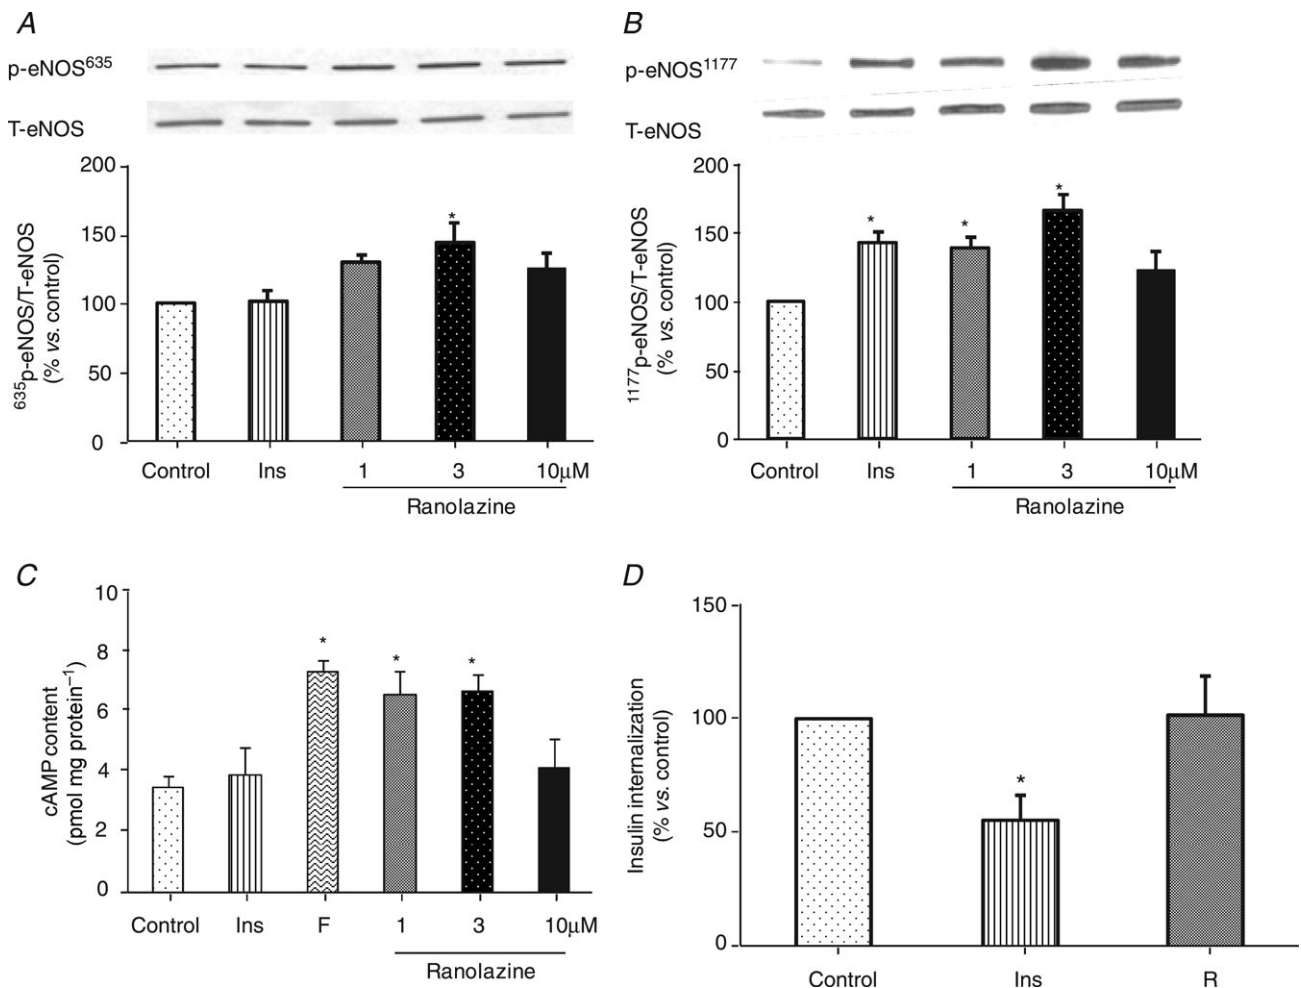 A
p-eNOS635
T-eNOS
200
150
100
50
0
635p-eNOS/T-eNOS
(% vs. control)
*
Control Ins 1 3 10μM
Ranolazine
B
p-eNOS1177
T-eNOS
200
150
100
50
0
1177p-eNOS/T-eNOS
(% vs. control)
* * *
Control Ins 1 3 10μM
Ranolazine
C
10
8
6
4
2
0
cAMP content
(pmol mg protein−1)
* * *
Control Ins F 1 3 10μM
Ranolazine
D
150
100
50
0
Insulin internalization
(% vs. control)
*
Control Ins R